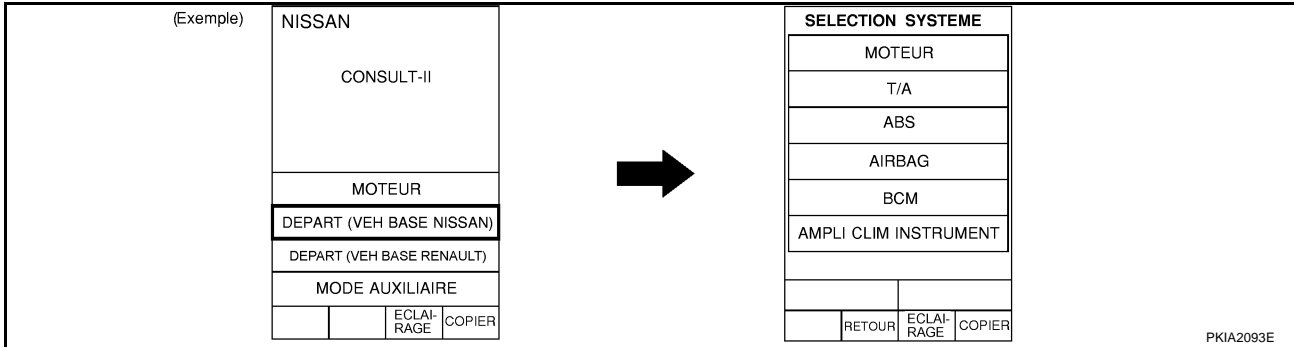 (Exemple)
NISSAN
CONSULT-II
MOTEUR
DEPART (VEH BASE NISSAN)
DEPART (VEH BASE RENAULT)
MODE AUXILIAIRE
ECLAI-
RAGE
COPIER
SELECTION SYSTEME
MOTEUR
T/A
ABS
AIRBAG
BCM
AMPLI CLIM INSTRUMENT
RETOUR
ECLAI-
RAGE
COPIER
PKIA2093E